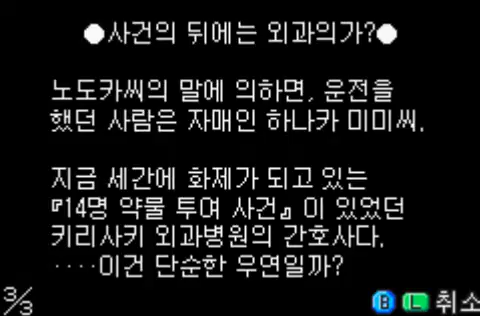 ●사건의 뒤에는 외과의가?●
노도카씨의 말에 의하면, 운전을
했던 사람은 자매인 하나카 미미씨.
지금 세간에 화제가 되고 있는
『14명 약물 투여 사건』이 있었던
키리사키 외과병원의 간호사다.
‥‥이건 단순한 우연일까?
3/3 B L 취소